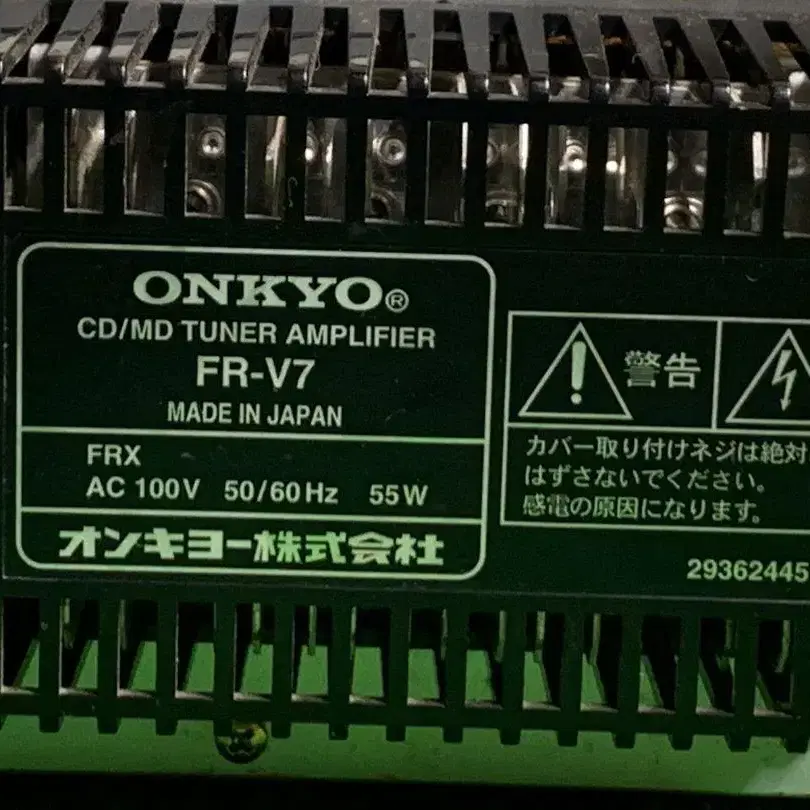 ONKYO®
CD/MD TUNER AMPLIFIER
FR-V7
MADE IN JAPAN
FRX
AC 100V 50/60Hz 55W
オンキヨー株式会社
警告
カバー取り付けネジは絶対
はずさないでください。
感電の原因になります。
29362445